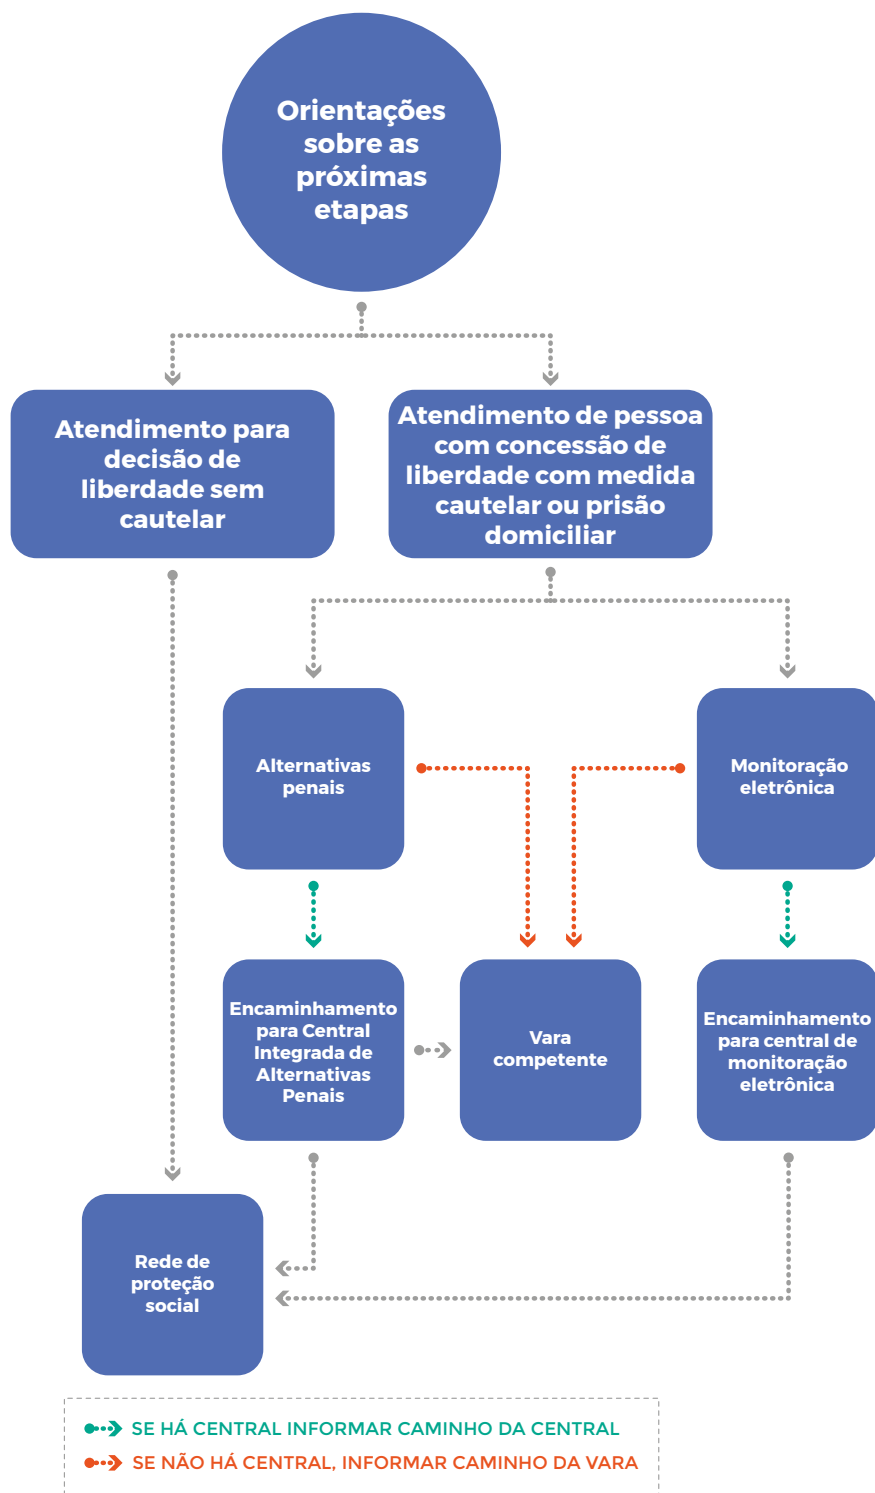 Orientações
sobre as
próximas
etapas
Atendimento para
decisão de
liberdade sem
cautelar
Atendimento de pessoa
com concessão de
liberdade com medida
cautelar ou prisão
domiciliar
Alternativas
penais
Monitoração
eletrônica
Encaminhamento
para Central
Integrada de
Alternativas
Penais
Vara
competente
Encaminhamento
para central de
monitoração
eletrônica
Rede de
proteção
social
SE HÁ CENTRAL INFORMAR CAMINHO DA CENTRAL
SE NÃO HÁ CENTRAL, INFORMAR CAMINHO DA VARA